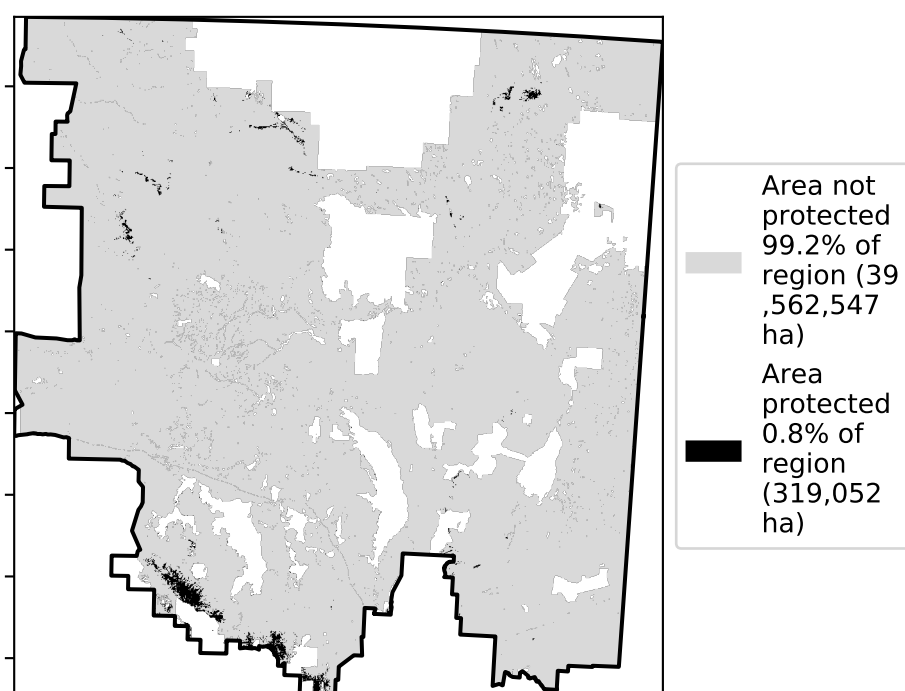 Area not
protected
99.2% of
region (39
,562,547
ha)
Area
protected
0.8% of
region
(319,052
ha)